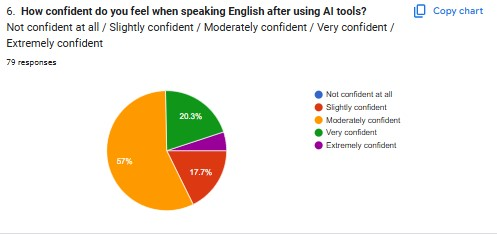 6. How confident do you feel when speaking English after using AI tools?
Copy chart
Not confident at all / Slightly confident / Moderately confident / Very confident /
Extremely confident
79 responses
Not confident at all
Slightly confident
Moderately confident
Very confident
Extremely confident
20.3%
57%
17.7%